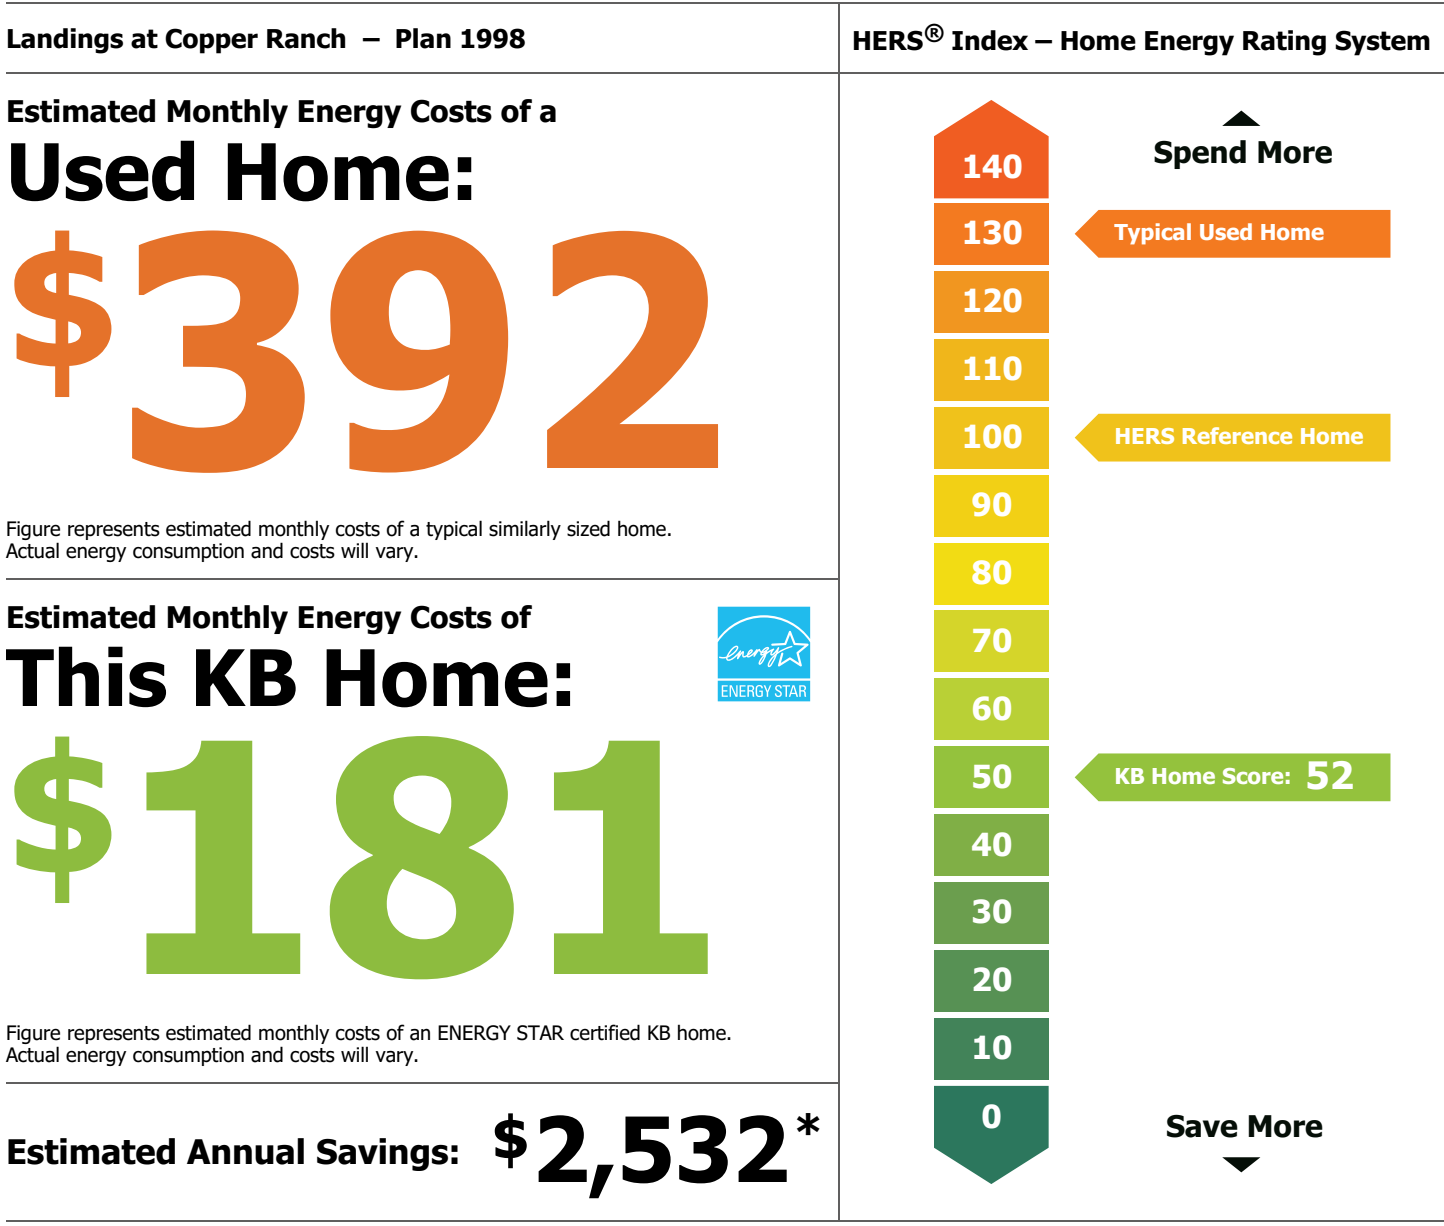 Landings at Copper Ranch – Plan 1998
Estimated Monthly Energy Costs of a
Used Home:
$392
Figure represents estimated monthly costs of a typical similarly sized home.
Actual energy consumption and costs will vary.
Estimated Monthly Energy Costs of
This KB Home:
energy
ENERGY STAR
$181
Figure represents estimated monthly costs of an ENERGY STAR certified KB home.
Actual energy consumption and costs will vary.
Estimated Annual Savings: $2,532*
HERS® Index – Home Energy Rating System
Spend More
140
130 Typical Used Home
120
110
100 HERS Reference Home
90
80
70
60
50 KB Home Score: 52
40
30
20
10
0
Save More